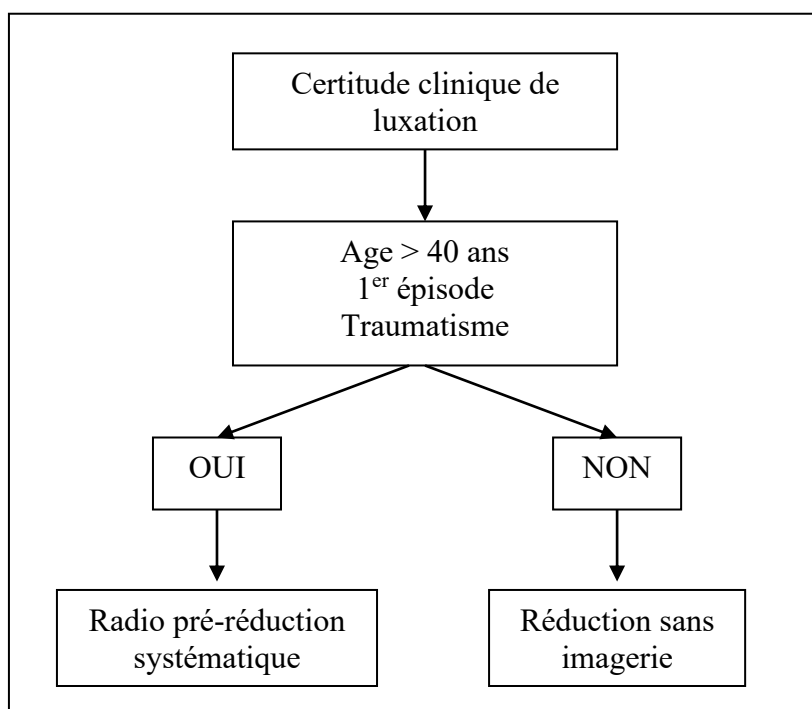 Certitude clinique de
luxation
Age > 40 ans
1er épisode
Traumatisme
OUI
NON
Radio pré-réduction
systématique
Réduction sans
imagerie